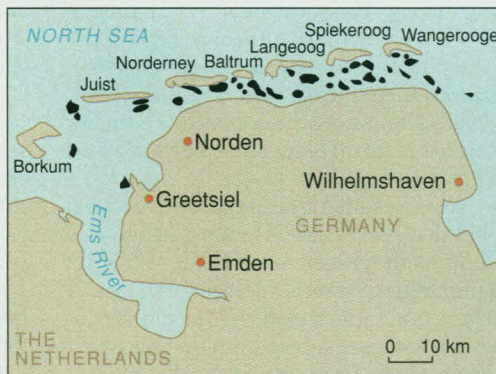 NORTH SEA
Spiekeroog
Wangerooge
Langeoog
Norderney
Baltrum
Juist
Borkum
Norden
Wilhelmshaven
Greetsiel
GERMANY
Ems River
Emden
THE
NETHERLANDS
0 10 km